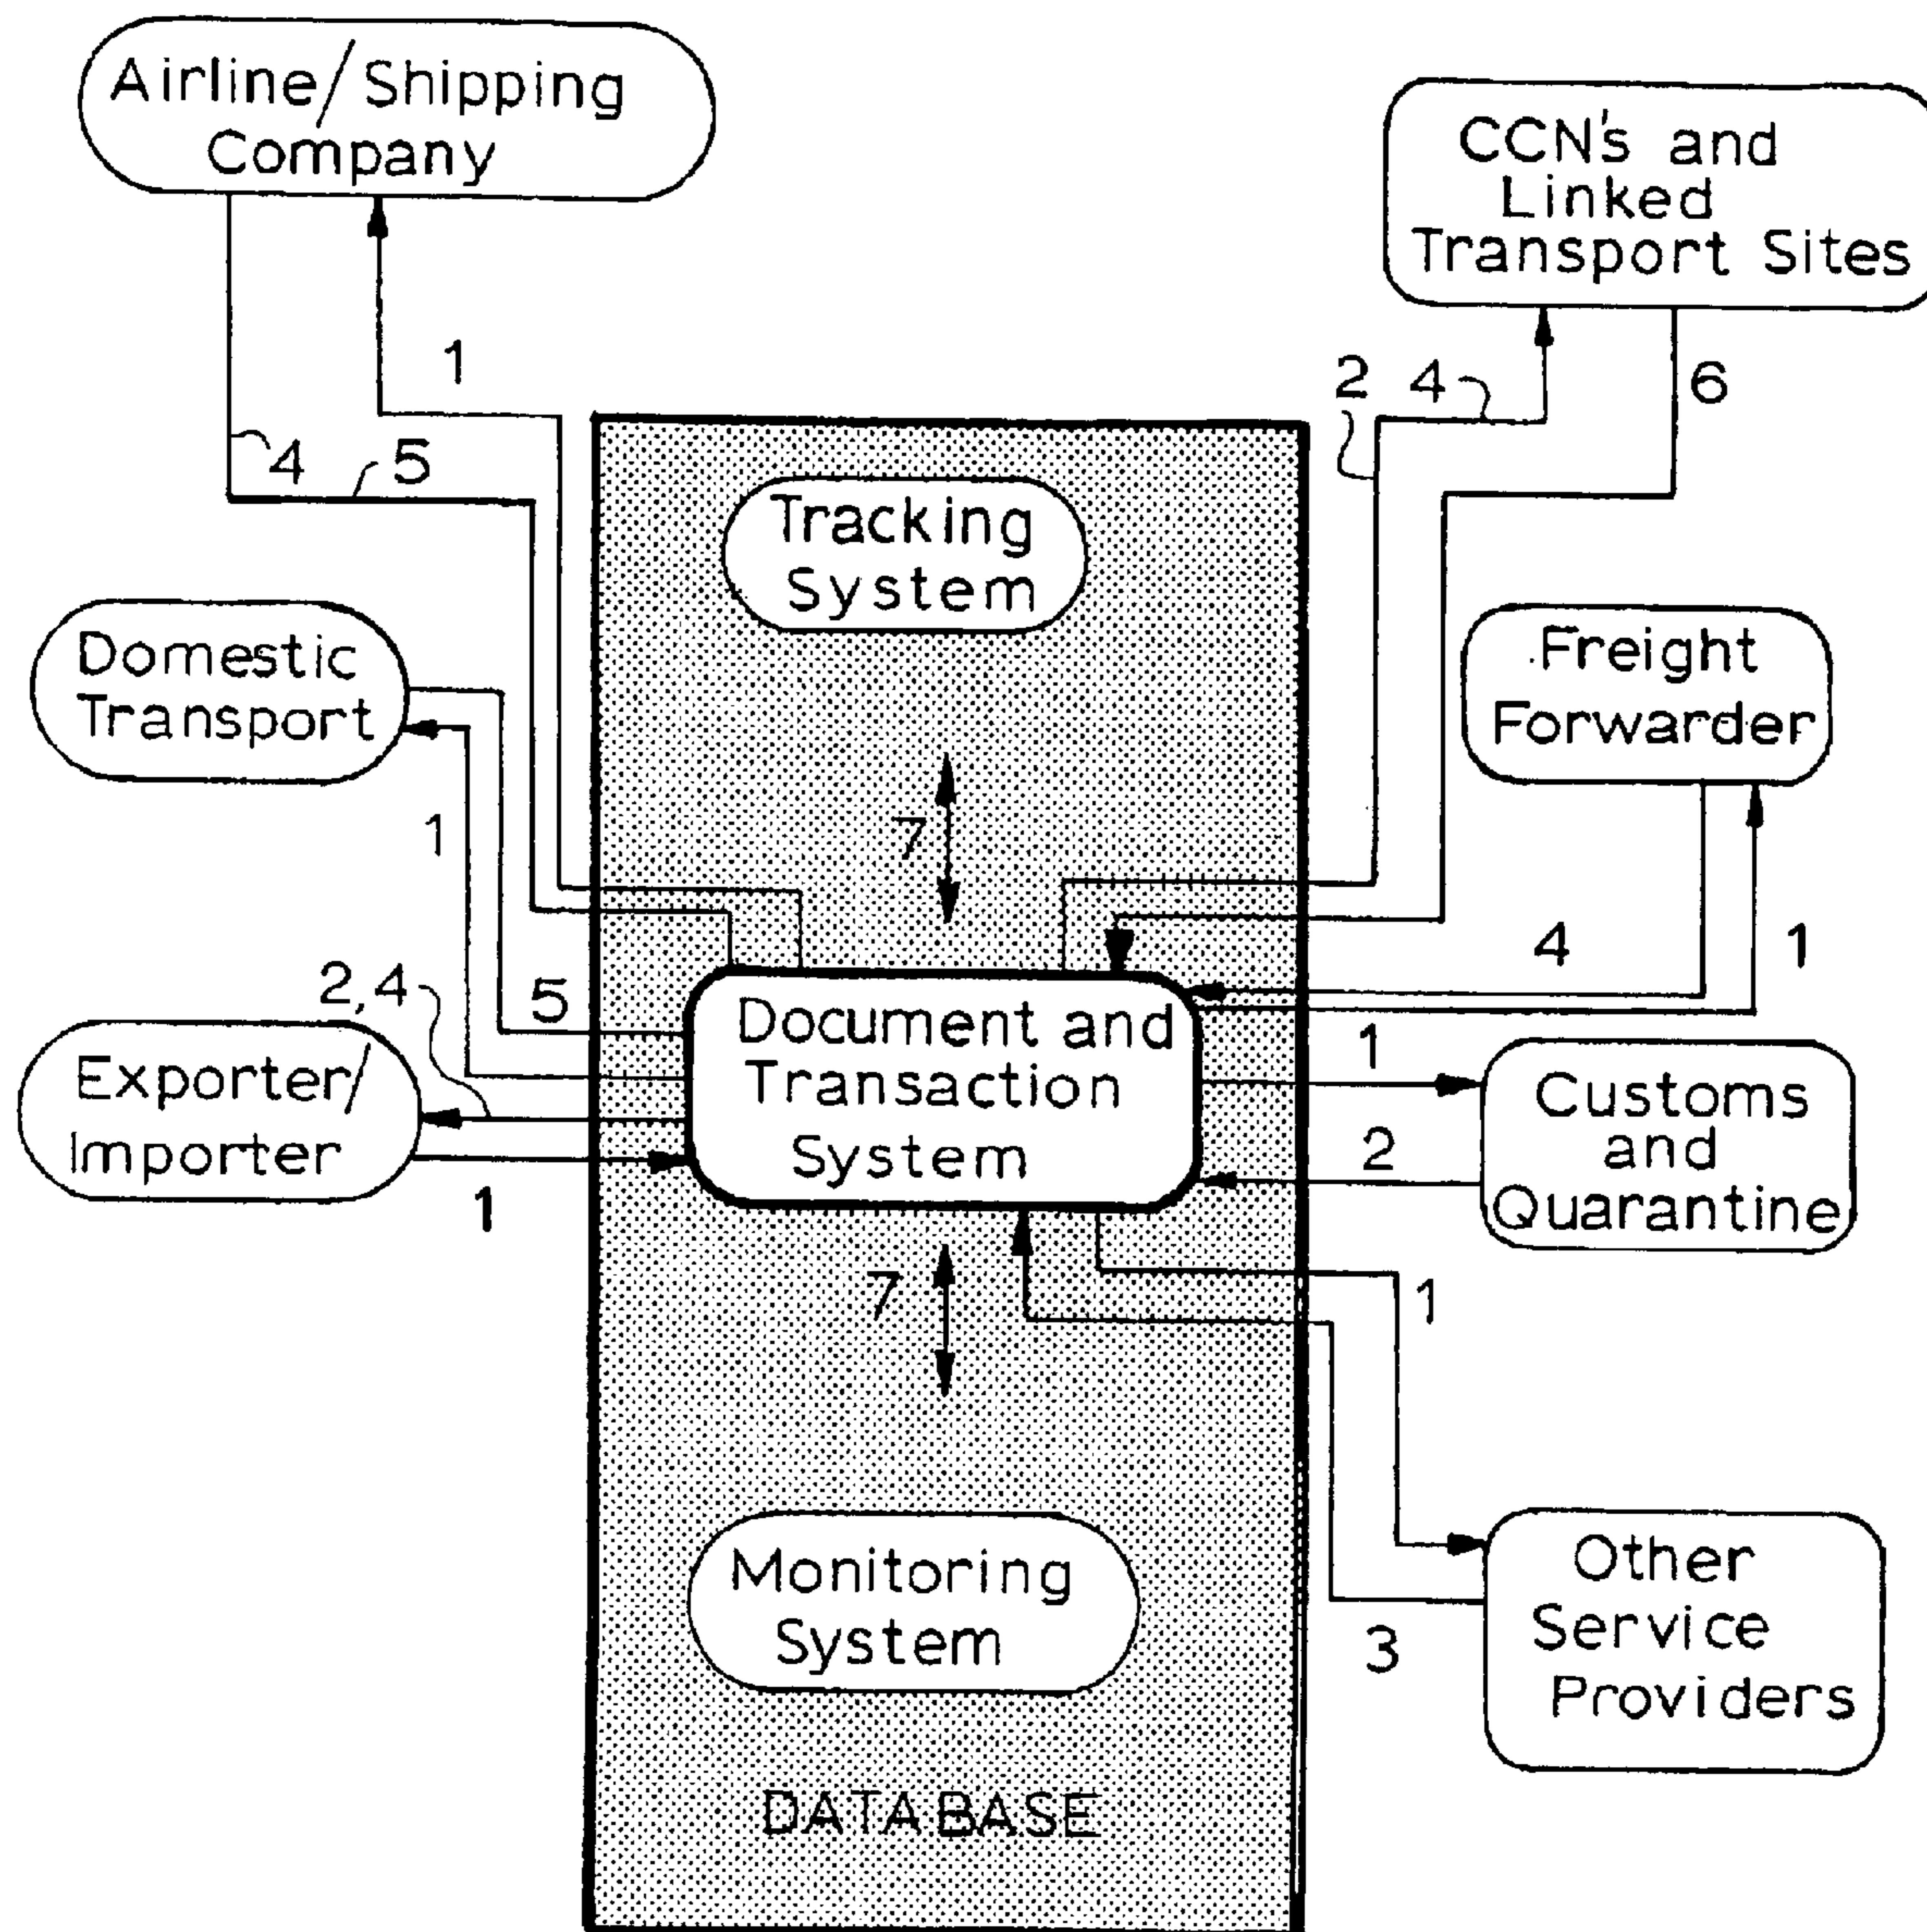 Airline/Shipping
Company
CCN's and
Linked
Transport Sites
1
2 4
6
4
5
Tracking
System
Domestic
Transport
Freight
Forwarder
1
7
4
1
2,4
5
Document and
Transaction
System
1
Exporter/
Importer
Customs
and
Quarantine
2
1
7
1
Monitoring
System
Other
Service
Providers
3
DATABASE